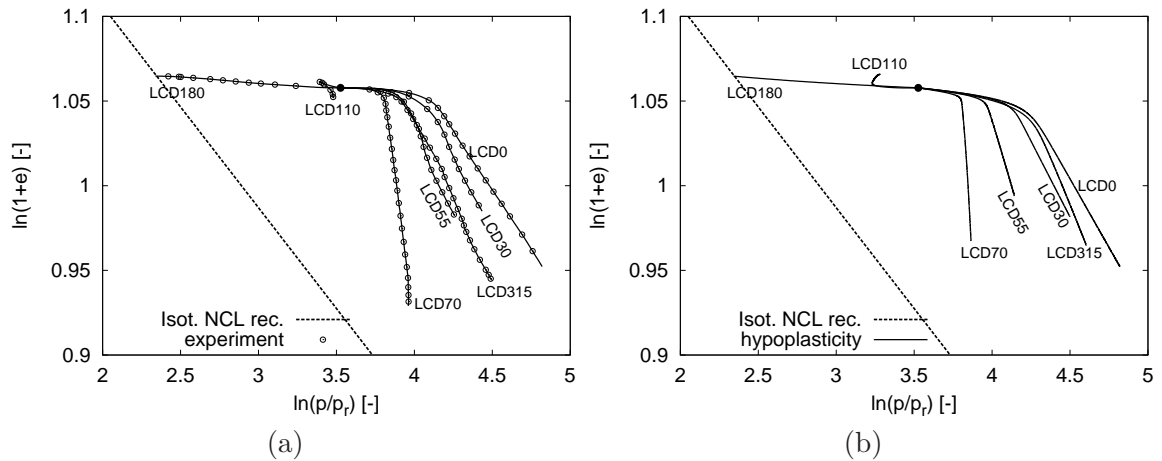 1.1
1.05
1
0.95
0.9
2
2.5
3
3.5
4
4.5
5
ln(1+e) [-]
ln(p/p_r) [-]
LCD180
LCD110
LCD0
LCD55
LCD30
LCD315
LCD70
Isot. NCL rec.
experiment
(a)
1.1
1.05
1
0.95
0.9
2
2.5
3
3.5
4
4.5
5
ln(1+e) [-]
ln(p/p_r) [-]
LCD110
LCD180
LCD0
LCD30
LCD55
LCD70
LCD315
Isot. NCL rec.
hypoplasticity
(b)